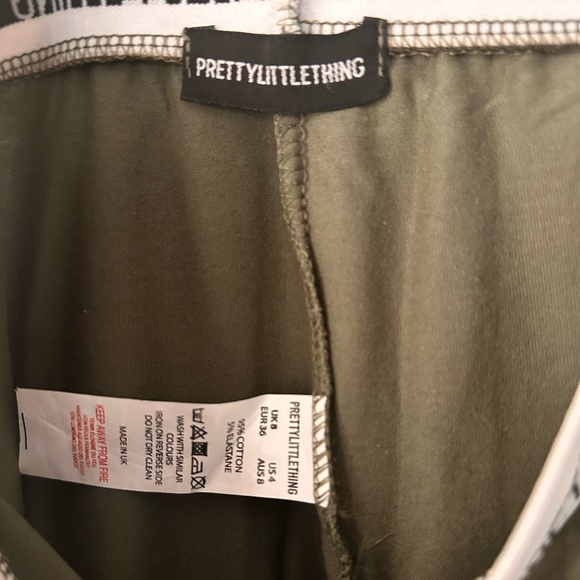 PRETTYLITTLETHING
PRETTYLITTLETHING
UK 8 US 4
EUR 36 AUS 8
95% COTTON
5% ELASTANE
WASH WITH SIMILAR
COLOURS
IRON ON REVERSE SIDE
DO NOT DRY CLEAN
MADE IN UK
KEEP AWAY FROM FIRE